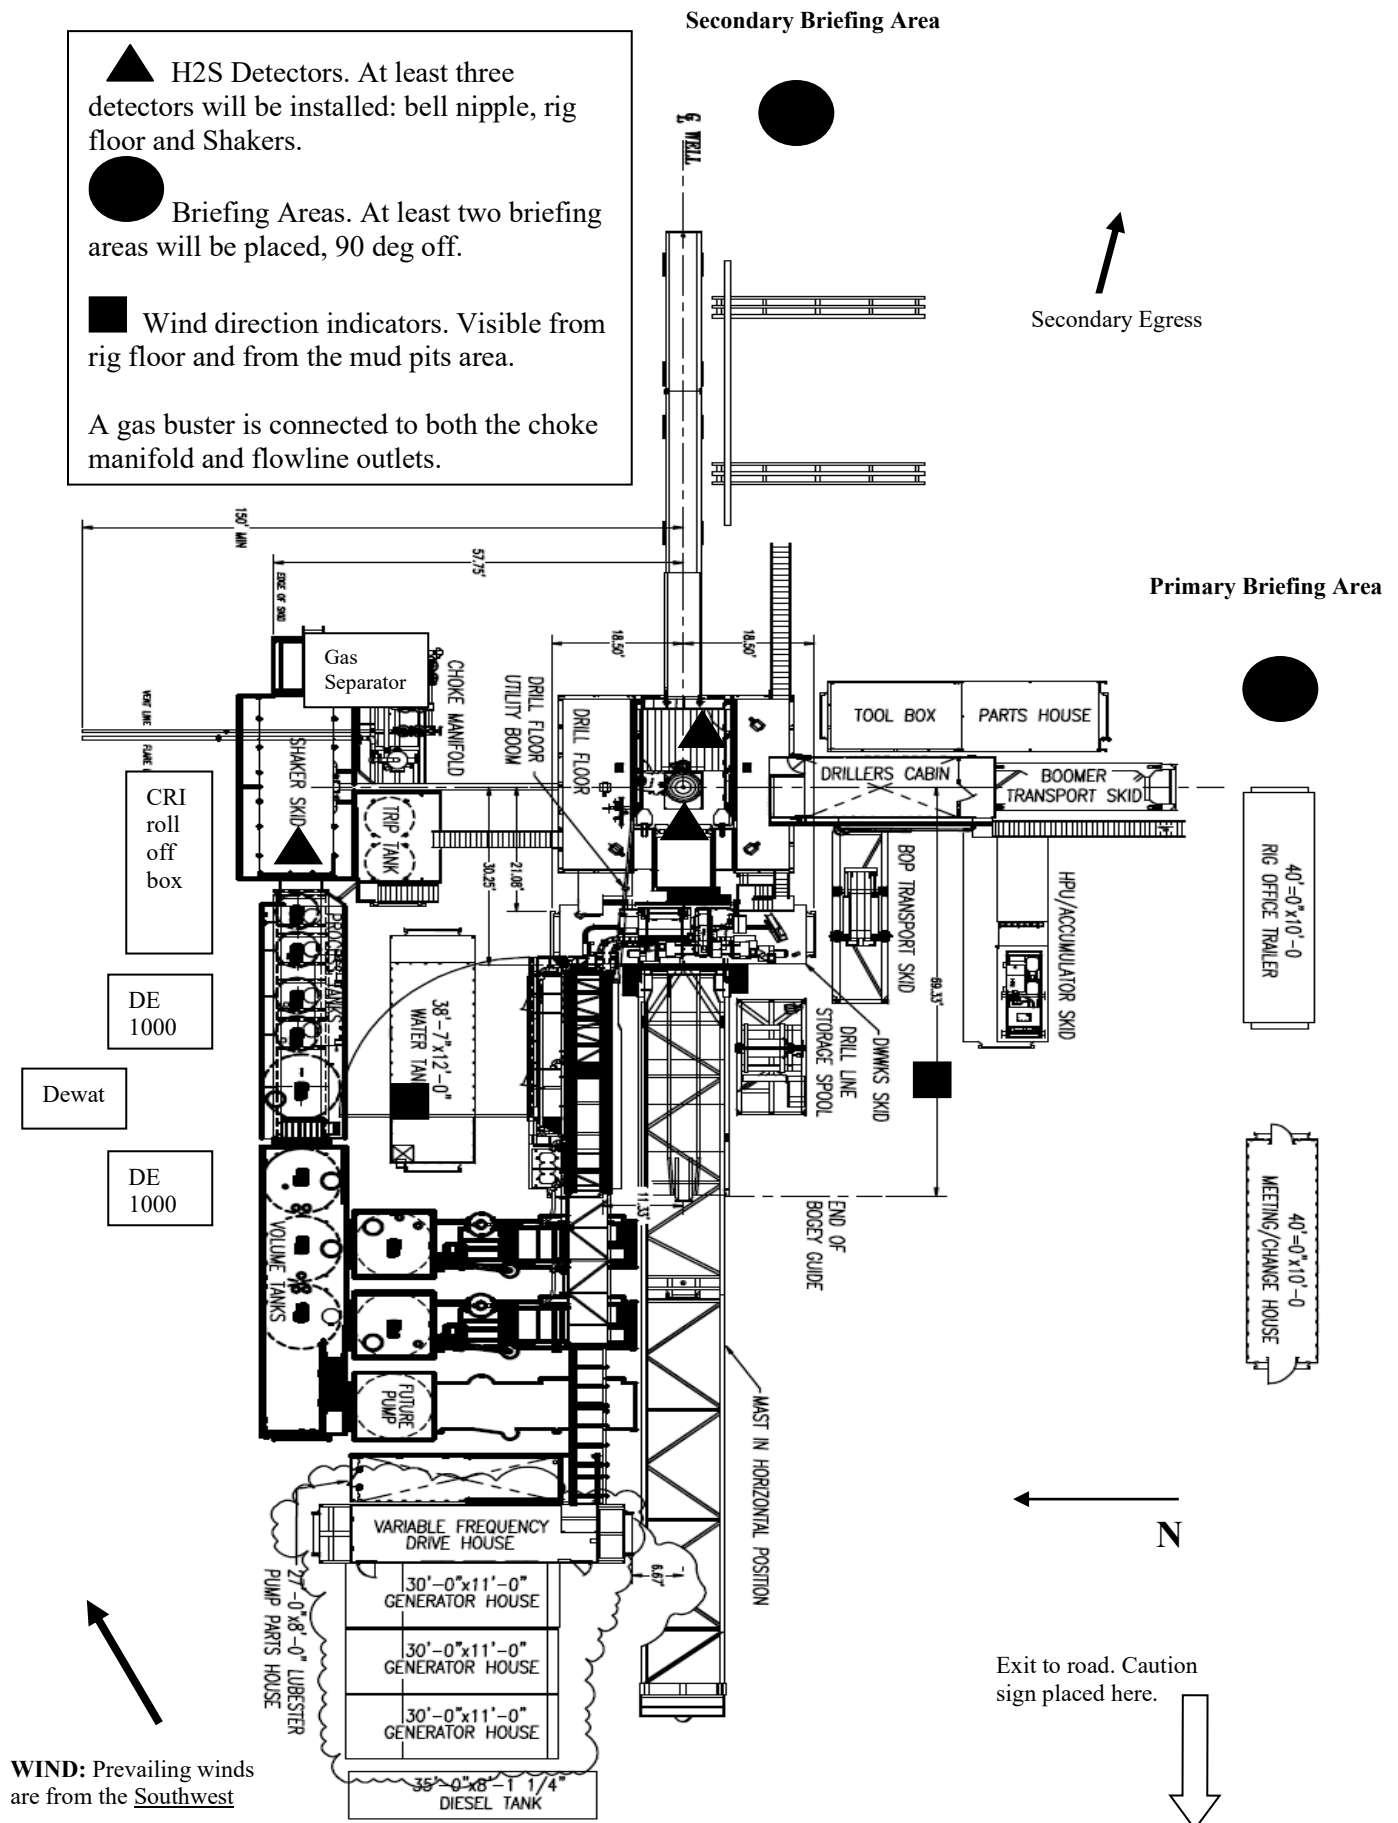 Secondary Briefing Area
H2S Detectors. At least three
detectors will be installed: bell nipple, rig
floor and Shakers.
Briefing Areas. At least two briefing
areas will be placed, 90 deg off.
Wind direction indicators. Visible from
rig floor and from the mud pits area.
A gas buster is connected to both the choke
manifold and flowline outlets.
WELL
Secondary Egress
150' MIN
57.75'
EDGE OF SKID
Primary Briefing Area
18.50'
18.50'
Gas
Separator
CHOKE MANIFOLD
DRILL FLOOR
UTILITY BOOM
DRILL FLOOR
TOOL BOX
PARTS HOUSE
VENT LINE
FLARE
SHAKER SKID
DRILLERS CABIN
BOOMER
TRANSPORT SKID
CRI
roll
off
box
TRIP TANK
30.25'
21.08'
BOP TRANSPORT SKID
HPU/ACCUMULATOR SKID
40'=0"x10'-0
RIG OFFICE TRAILER
TANKS
DE
1000
38'-7"x12'-0"
WATER TANK
69.33'
DRILL LINE
STORAGE SPOOL
DWWKS SKID
Dewat
DE
1000
VOLUME TANKS
11.33'
END OF
BOGEY GUIDE
40'=0"x10'-0
MEETING/CHANGE HOUSE
FUTURE
PUMP
MAST IN HORIZONTAL POSITION
N
VARIABLE FREQUENCY
DRIVE HOUSE
6.67'
27'-0"x8'-0" LUBESTER
PUMP PARTS HOUSE
30'-0"x11'-0"
GENERATOR HOUSE
30'-0"x11'-0"
GENERATOR HOUSE
30'-0"x11'-0"
GENERATOR HOUSE
Exit to road. Caution
sign placed here.
WIND: Prevailing winds
are from the Southwest
35'-0"x8'-1 1/4"
DIESEL TANK